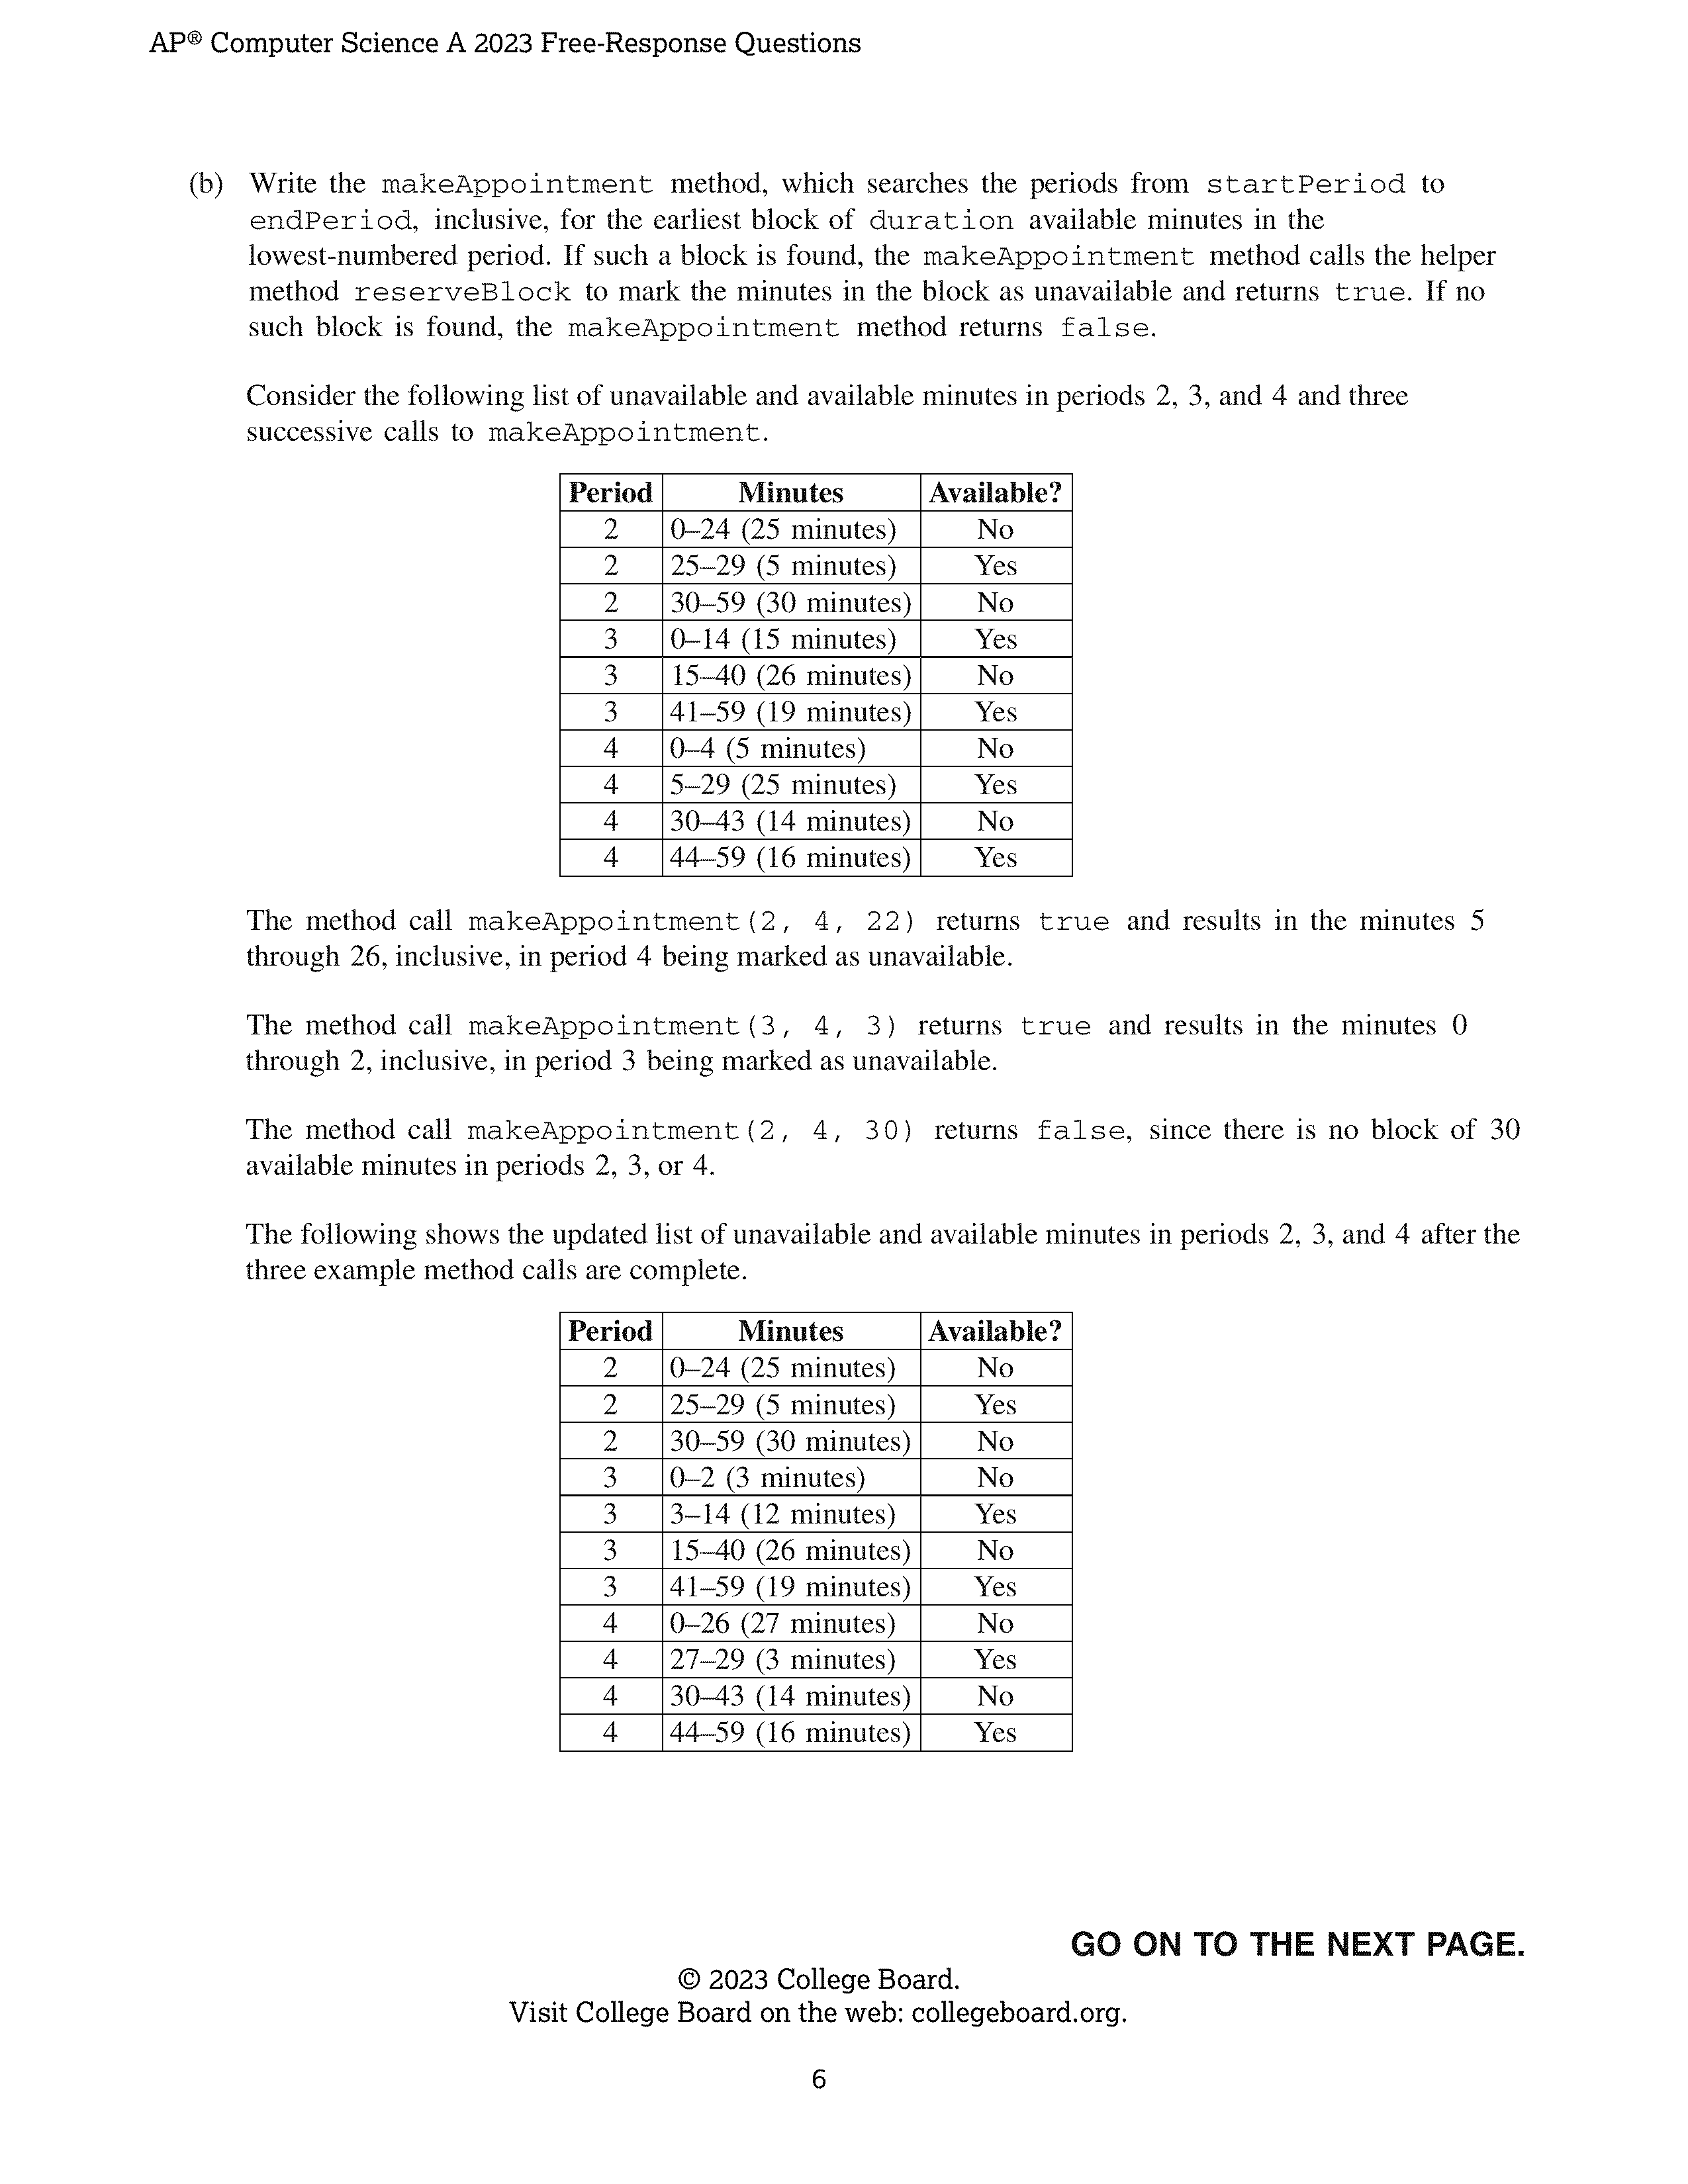 AP® Computer Science A 2023 Free-Response Questions
(b) Write the makeAppointment method, which searches the periods from startPeriod to
endPeriod, inclusive, for the earliest block of duration available minutes in the
lowest-numbered period. If such a block is found, the makeAppointment method calls the helper
method reserveBlock to mark the minutes in the block as unavailable and returns true. If no
such block is found, the makeAppointment method returns false.
Consider the following list of unavailable and available minutes in periods 2, 3, and 4 and three
successive calls to makeAppointment.
Period Minutes Available?
2 0–24 (25 minutes) No
2 25–29 (5 minutes) Yes
2 30–59 (30 minutes) No
3 0–14 (15 minutes) Yes
3 15–40 (26 minutes) No
3 41–59 (19 minutes) Yes
4 0–4 (5 minutes) No
4 5–29 (25 minutes) Yes
4 30–43 (14 minutes) No
4 44–59 (16 minutes) Yes
The method call makeAppointment(2, 4, 22) returns true and results in the minutes 5
through 26, inclusive, in period 4 being marked as unavailable.
The method call makeAppointment(3, 4, 3) returns true and results in the minutes 0
through 2, inclusive, in period 3 being marked as unavailable.
The method call makeAppointment(2, 4, 30) returns false, since there is no block of 30
available minutes in periods 2, 3, or 4.
The following shows the updated list of unavailable and available minutes in periods 2, 3, and 4 after the
three example method calls are complete.
Period Minutes Available?
2 0–24 (25 minutes) No
2 25–29 (5 minutes) Yes
2 30–59 (30 minutes) No
3 0–2 (3 minutes) No
3 3–14 (12 minutes) Yes
3 15–40 (26 minutes) No
3 41–59 (19 minutes) Yes
4 0–26 (27 minutes) No
4 27–29 (3 minutes) Yes
4 30–43 (14 minutes) No
4 44–59 (16 minutes) Yes
GO ON TO THE NEXT PAGE.
© 2023 College Board.
Visit College Board on the web: collegeboard.org.
6